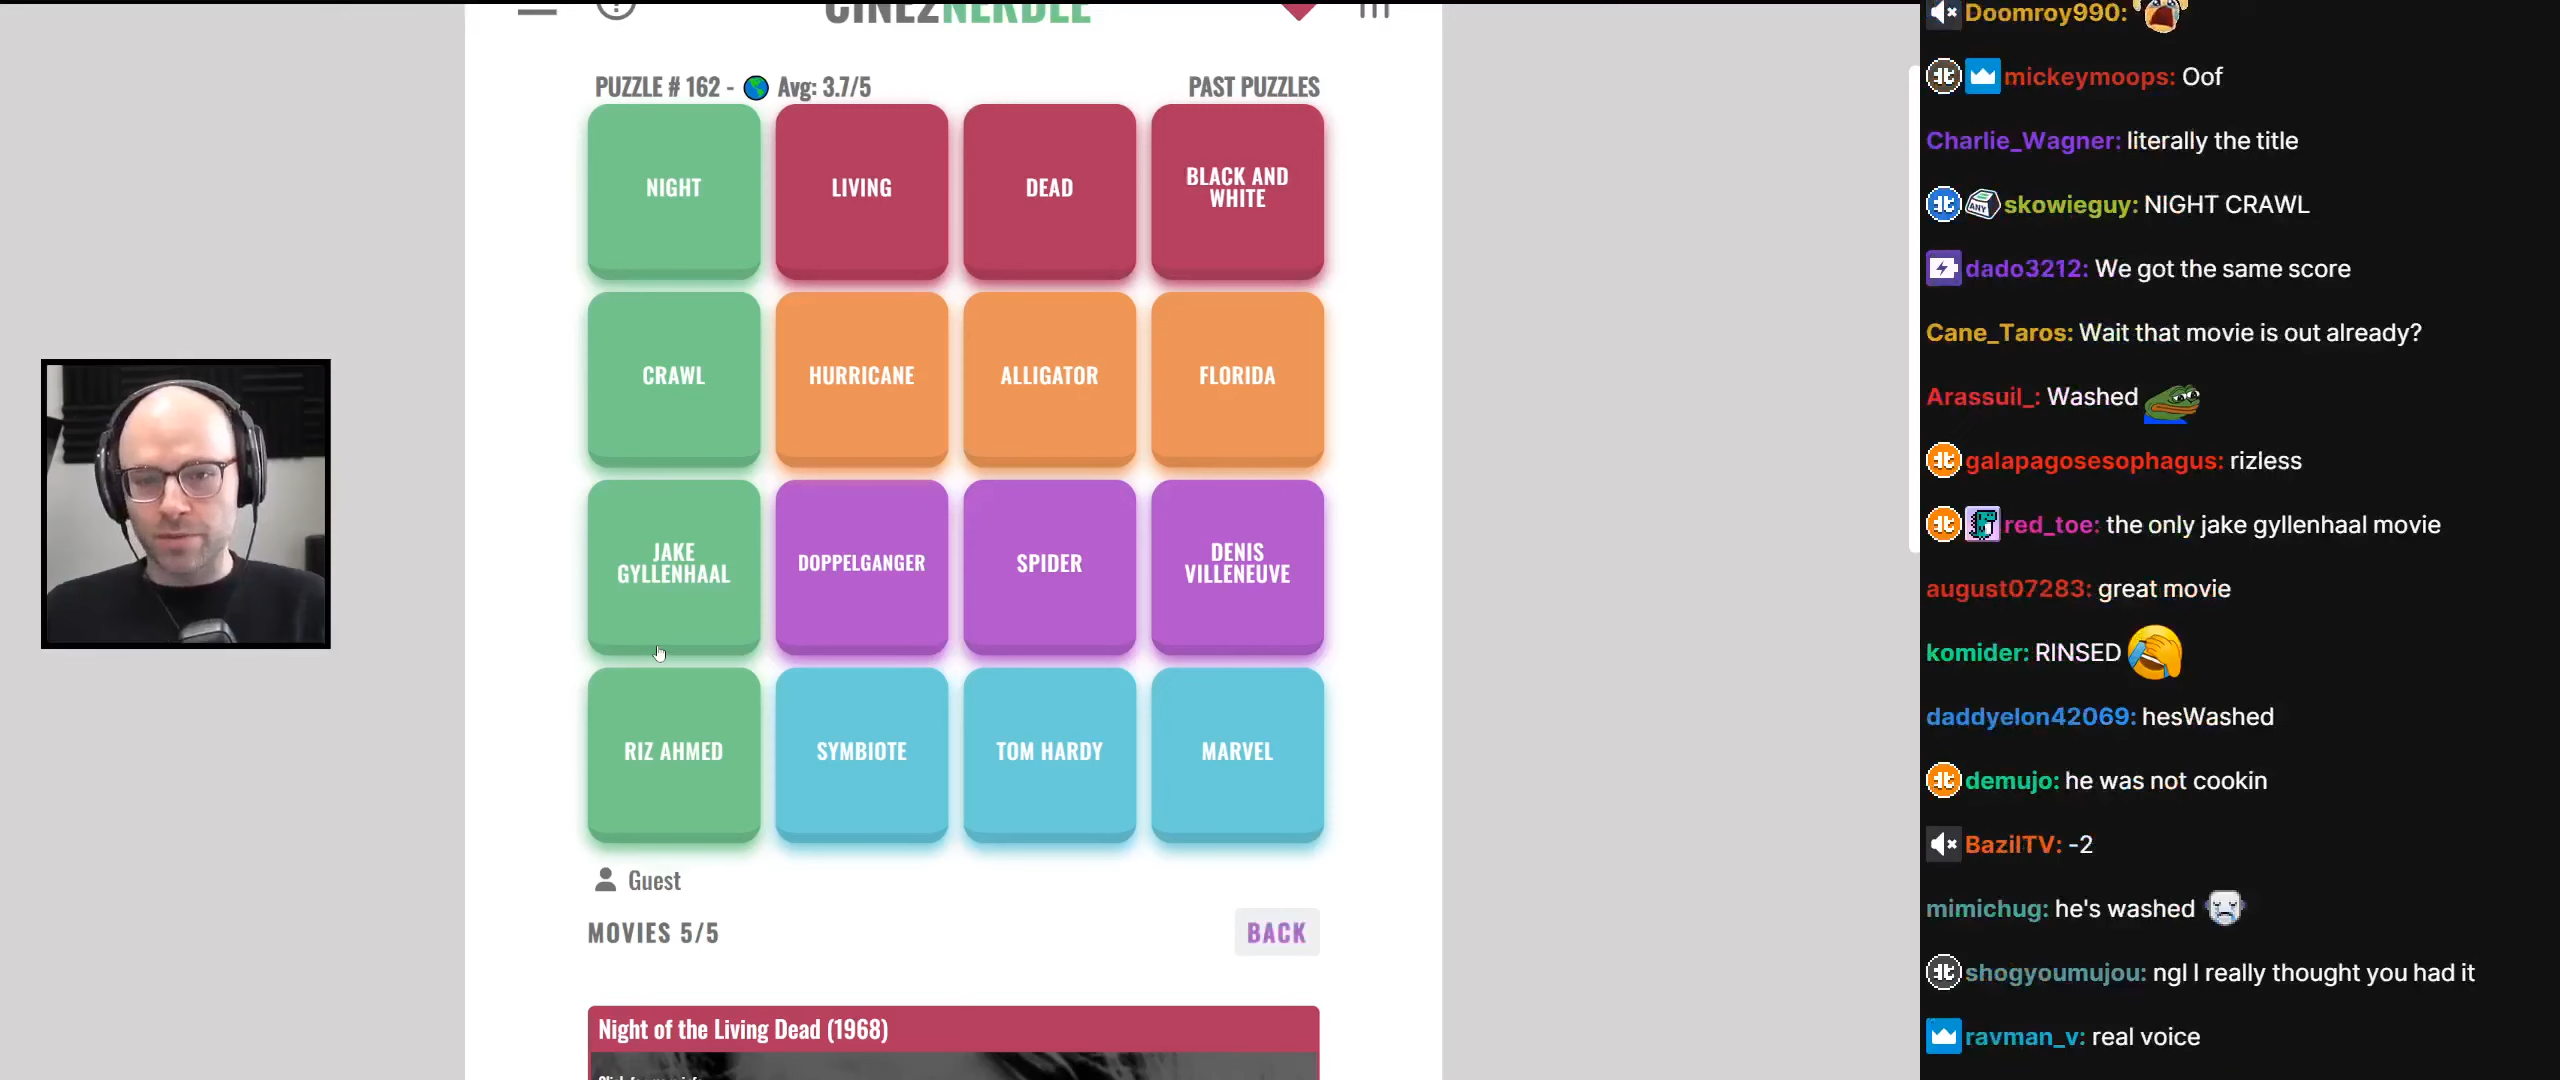 CINE2NERDLE
PUZZLE # 162 - Avg: 3.7/5
PAST PUZZLES
NIGHT
LIVING
DEAD
BLACK AND
WHITE
CRAWL
HURRICANE
ALLIGATOR
FLORIDA
JAKE
GYLLENHAAL
DOPPELGANGER
SPIDER
DENIS
VILLENEUVE
RIZ AHMED
SYMBIOTE
TOM HARDY
MARVEL
Guest
MOVIES 5/5
BACK
Night of the Living Dead (1968)
Doomroy990:
mickeymoops: Oof
Charlie_Wagner: literally the title
ANY skowieguy: NIGHT CRAWL
dado3212: We got the same score
Cane_Taros: Wait that movie is out already?
Arassuil_: Washed
galapagosesophagus: rizless
red_toe: the only jake gyllenhaal movie
august07283: great movie
komider: RINSED
daddyelon42069: hesWashed
demujo: he was not cookin
BazilTV: -2
mimichug: he's washed
shogyoumujou: ngl I really thought you had it
ravman_v: real voice